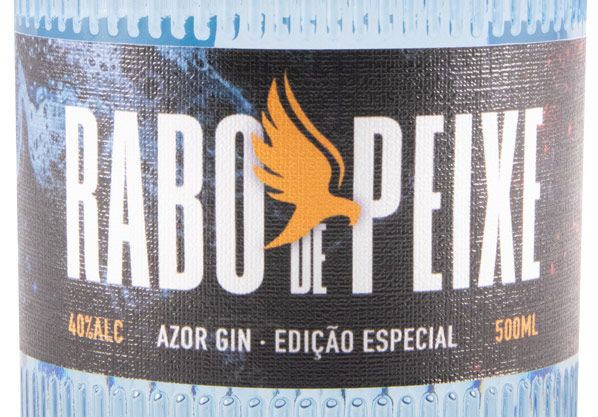 RABO DE PEIXE
40%ALC AZOR GIN · EDIÇÃO ESPECIAL 500ML